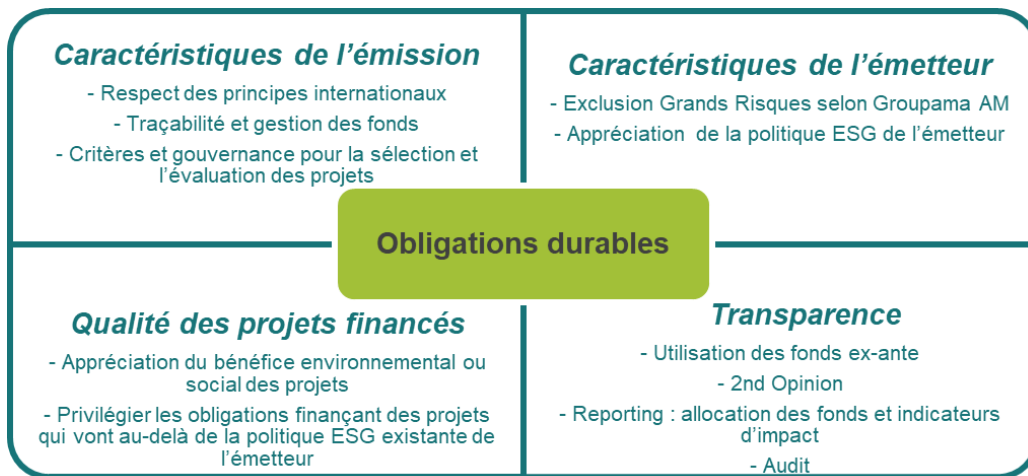 Caractéristiques de l’émission
- Respect des principes internationaux
- Traçabilité et gestion des fonds
- Critères et gouvernance pour la sélection et
l’évaluation des projets
Caractéristiques de l’émetteur
- Exclusion Grands Risques selon Groupama AM
- Appréciation de la politique ESG de l’émetteur
Obligations durables
Qualité des projets financés
- Appréciation du bénéfice environnemental ou
social des projets
- Privilégier les obligations finançant des projets
qui vont au-delà de la politique ESG existante de
l’émetteur
Transparence
- Utilisation des fonds ex-ante
- 2nd Opinion
- Reporting : allocation des fonds et indicateurs
d’impact
- Audit